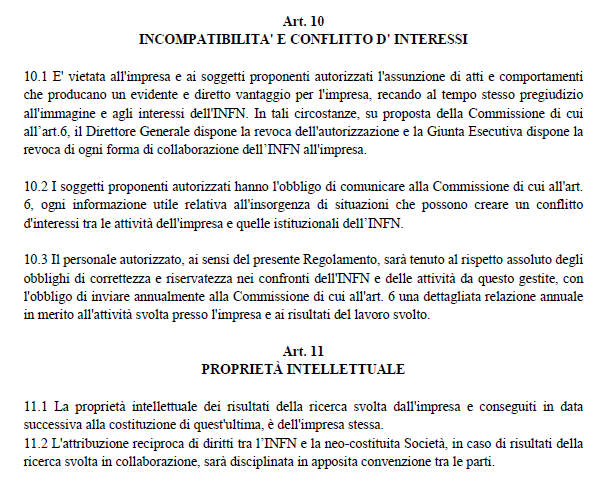 Art. 10
INCOMPATIBILITA' E CONFLITTO D' INTERESSI
10.1 E' vietata all'impresa e ai soggetti proponenti autorizzati l'assunzione di atti e comportamenti
che producano un evidente e diretto vantaggio per l'impresa, recando al tempo stesso pregiudizio
all'immagine e agli interessi dell'INFN. In tali circostanze, su proposta della Commissione di cui
all'art.6, il Direttore Generale dispone la revoca dell'autorizzazione e la Giunta Esecutiva dispone la
revoca di ogni forma di collaborazione dell'INFN all'impresa.
10.2 I soggetti proponenti autorizzati hanno l'obbligo di comunicare alla Commissione di cui all'art.
6, ogni informazione utile relativa all'insorgenza di situazioni che possono creare un conflitto
d'interessi tra le attività dell'impresa e quelle istituzionali dell'INFN.
10.3 Il personale autorizzato, ai sensi del presente Regolamento, sarà tenuto al rispetto assoluto degli
obblighi di correttezza e riservatezza nei confronti dell'INFN e delle attività da questo gestite, con
l'obbligo di inviare annualmente alla Commissione di cui all'art. 6 una dettagliata relazione annuale
in merito all'attività svolta presso l'impresa e ai risultati del lavoro svolto.
Art. 11
PROPRIETÀ INTELLETTUALE
11.1 La proprietà intellettuale dei risultati della ricerca svolta dall'impresa e conseguiti in data
successiva alla costituzione di quest'ultima, è dell'impresa stessa.
11.2 L'attribuzione reciproca di diritti tra l'INFN e la neo-costituita Società, in caso di risultati della
ricerca svolta in collaborazione, sarà disciplinata in apposita convenzione tra le parti.